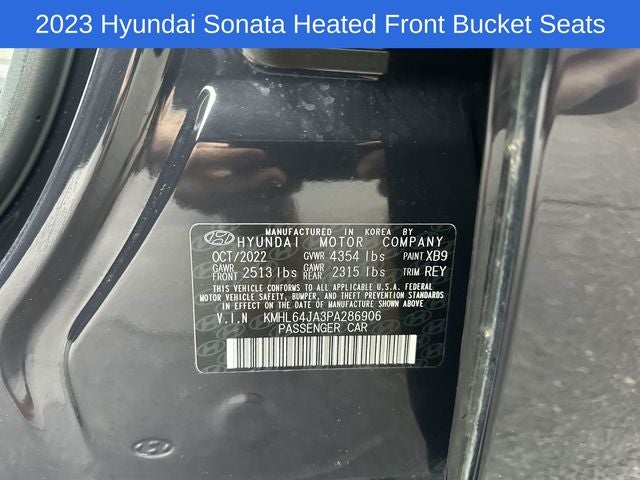 2023 Hyundai Sonata Heated Front Bucket Seats
MANUFACTURED IN KOREA BY
HYUNDAI MOTOR COMPANY
OCT/2022 GVWR 4354 lbs PAINT XB9
GAWR FRONT 2513 lbs GAWR REAR 2315 lbs TRIM REY
THIS VEHICLE CONFORMS TO ALL APPLICABLE U.S.A. FEDERAL
MOTOR VEHICLE SAFETY, BUMPER, AND THEFT PREVENTION STANDARDS
IN EFFECT ON THE DATE OF MANUFACTURE SHOWN ABOVE.
V.I.N KMHL64JA3PA286906
PASSENGER CAR